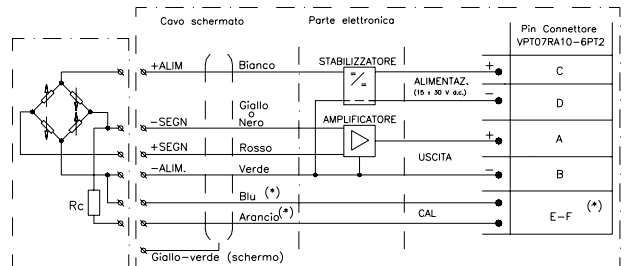 Cavo schermato
Parte elettronica
Pin Connettore
VPT07RA10-6PT2
+ALIM
Bianco
STABILIZZATORE
=/=
+
C
ALIMENTAZ.
(15 ÷ 30 V d.c.)
−
D
-SEGN
Giallo
o
Nero
AMPLIFICATORE
+
A
+SEGN
Rosso
USCITA
-ALIM.
Verde
−
B
Blu (*)
Rc
Arancio(*)
CAL
E-F (*)
Giallo-verde (schermo)